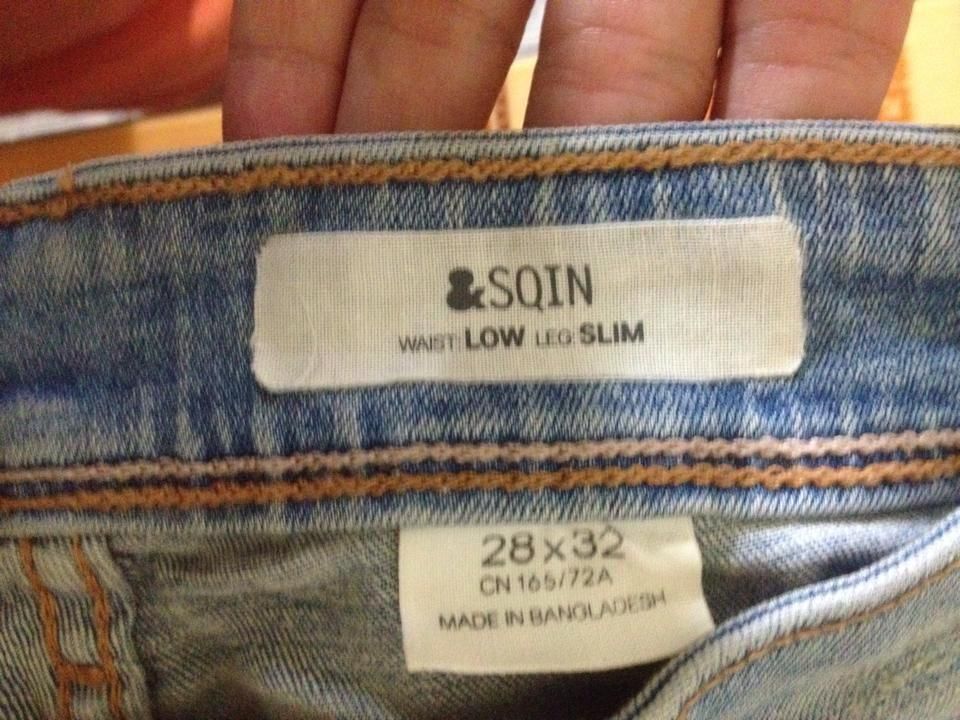 &SQIN
WAIST: LOW LEG: SLIM
28 x 32
CN 165/72A
MADE IN BANGLADESH